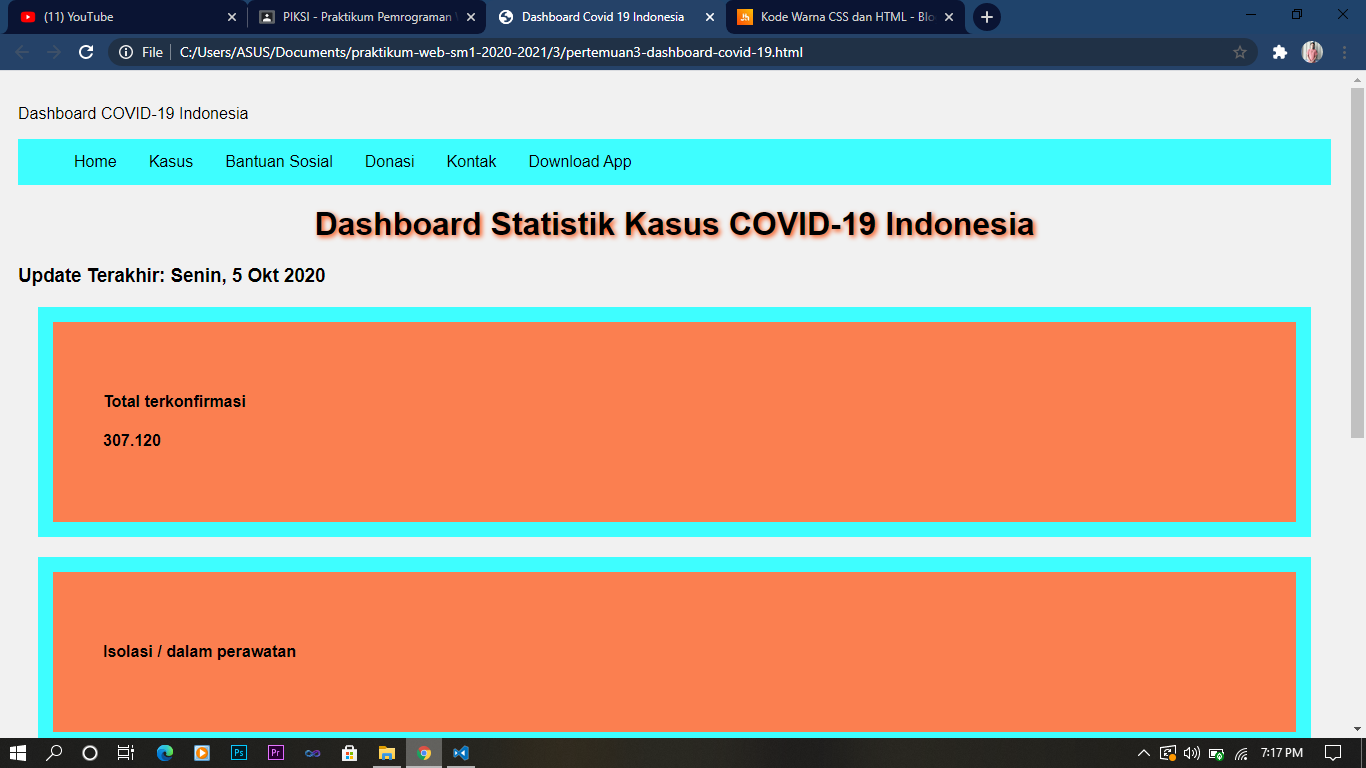 (11) YouTube
PIKSI - Praktikum Pemrograman
Dashboard Covid 19 Indonesia
Kode Warna CSS dan HTML - Blo
File
C:/Users/ASUS/Documents/praktikum-web-sm1-2020-2021/3/pertemuan3-dashboard-covid-19.html
Dashboard COVID-19 Indonesia
Home Kasus Bantuan Sosial Donasi Kontak Download App
Dashboard Statistik Kasus COVID-19 Indonesia
Update Terakhir: Senin, 5 Okt 2020
Total terkonfirmasi
307.120
Isolasi / dalam perawatan
Ps Pr
7:17 PM